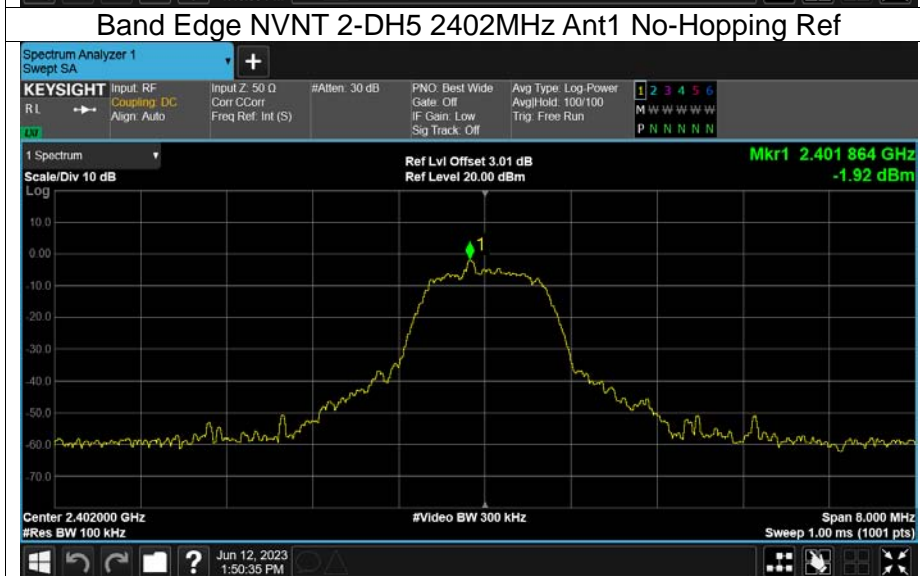 Band Edge NVNT 2-DH5 2402MHz Ant1 No-Hopping Ref
Spectrum Analyzer 1
Swept SA
+
KEYSIGHT
R L
LXI
Input: RF
Coupling: DC
Align: Auto
Input Z: 50 Ω
Corr CCorr
Freq Ref: Int (S)
#Atten: 30 dB
PNO: Best Wide
Gate: Off
IF Gain: Low
Sig Track: Off
Avg Type: Log-Power
Avg|Hold: 100/100
Trig: Free Run
1 2 3 4 5 6
M W W W W W
P N N N N N
1 Spectrum
Scale/Div 10 dB
Ref Lvl Offset 3.01 dB
Ref Level 20.00 dBm
Mkr1 2.401 864 GHz
-1.92 dBm
Log
10.0
0.00
-10.0
-20.0
-30.0
-40.0
-50.0
-60.0
-70.0
1
Center 2.402000 GHz
#Res BW 100 kHz
#Video BW 300 kHz
Span 8.000 MHz
Sweep 1.00 ms (1001 pts)
?
Jun 12, 2023
1:50:35 PM